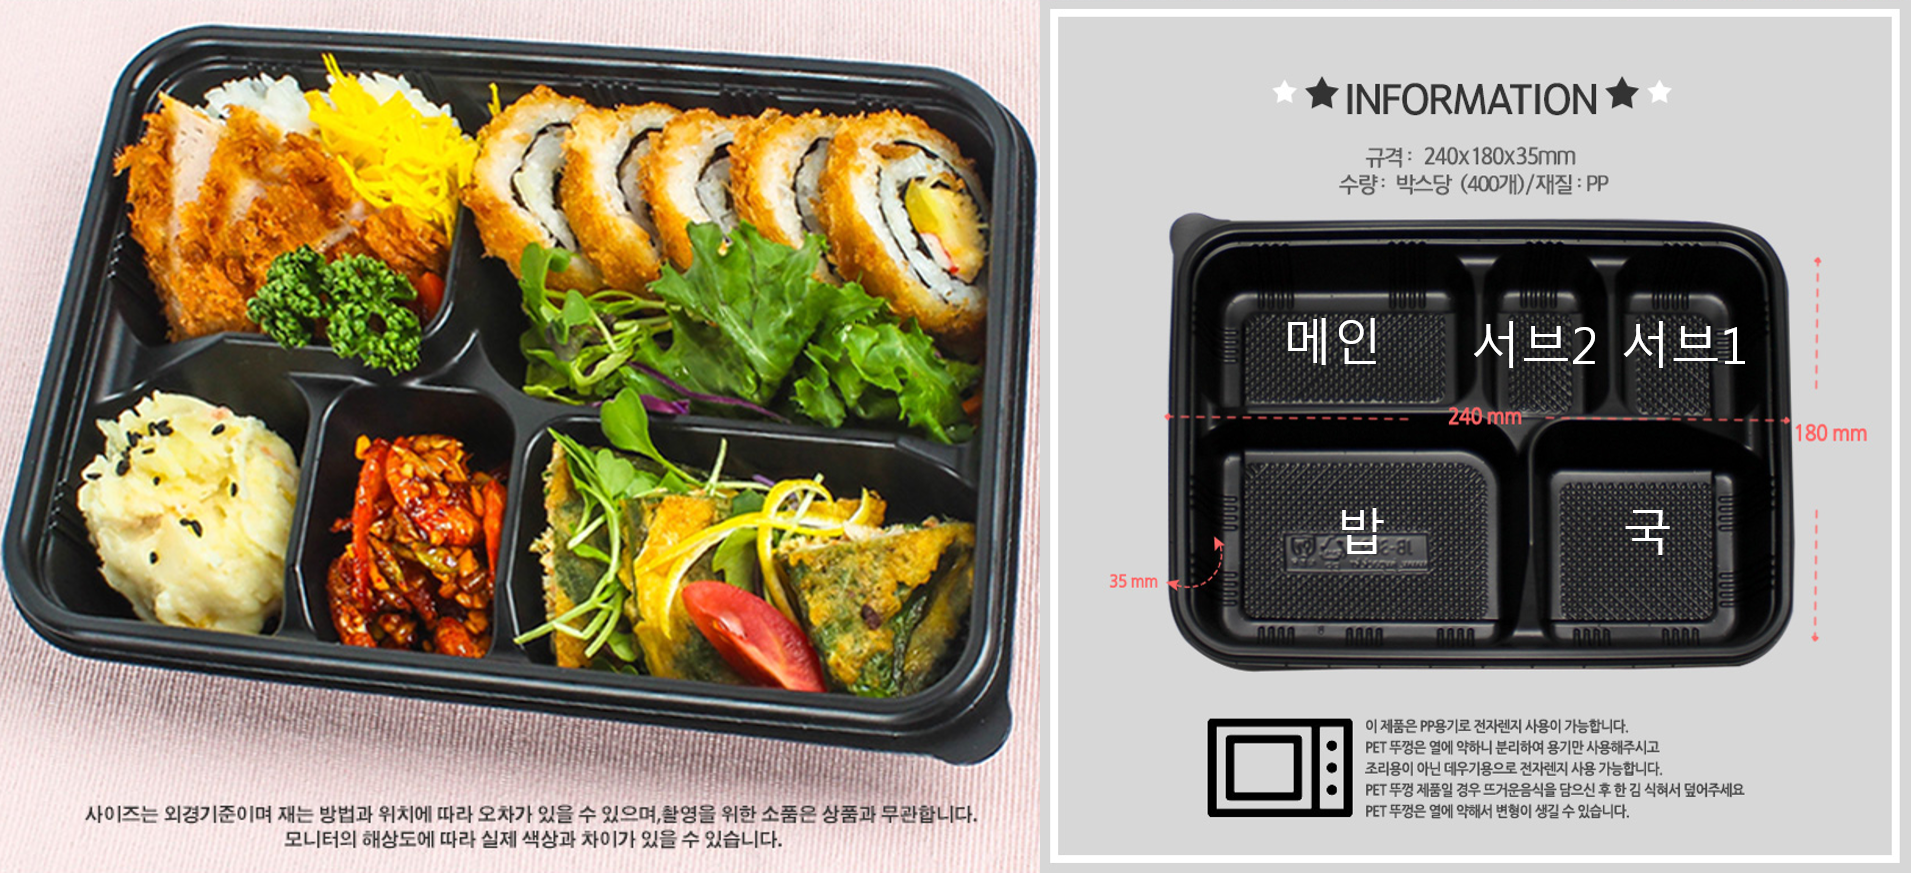 사이즈는 외경기준이며 재는 방법과 위치에 따라 오차가 있을 수 있으며,촬영을 위한 소품은 상품과 무관합니다.
모니터의 해상도에 따라 실제 색상과 차이가 있을 수 있습니다.
INFORMATION
규격 : 240x180x35mm
수량 : 박스당 (400개)/재질 : PP
메인 서브2 서브1
240 mm
180 mm
밥 국
35 mm
이 제품은 PP용기로 전자렌지 사용이 가능합니다.
PET 뚜껑은 열에 약하니 분리하여 용기만 사용해주시고
조리용이 아닌 데우기용으로 전자렌지 사용 가능합니다.
PET 뚜껑 제품일 경우 뜨거운음식을 담으신 후 한 김 식혀서 덮어주세요
PET 뚜껑은 열에 약해서 변형이 생길 수 있습니다.